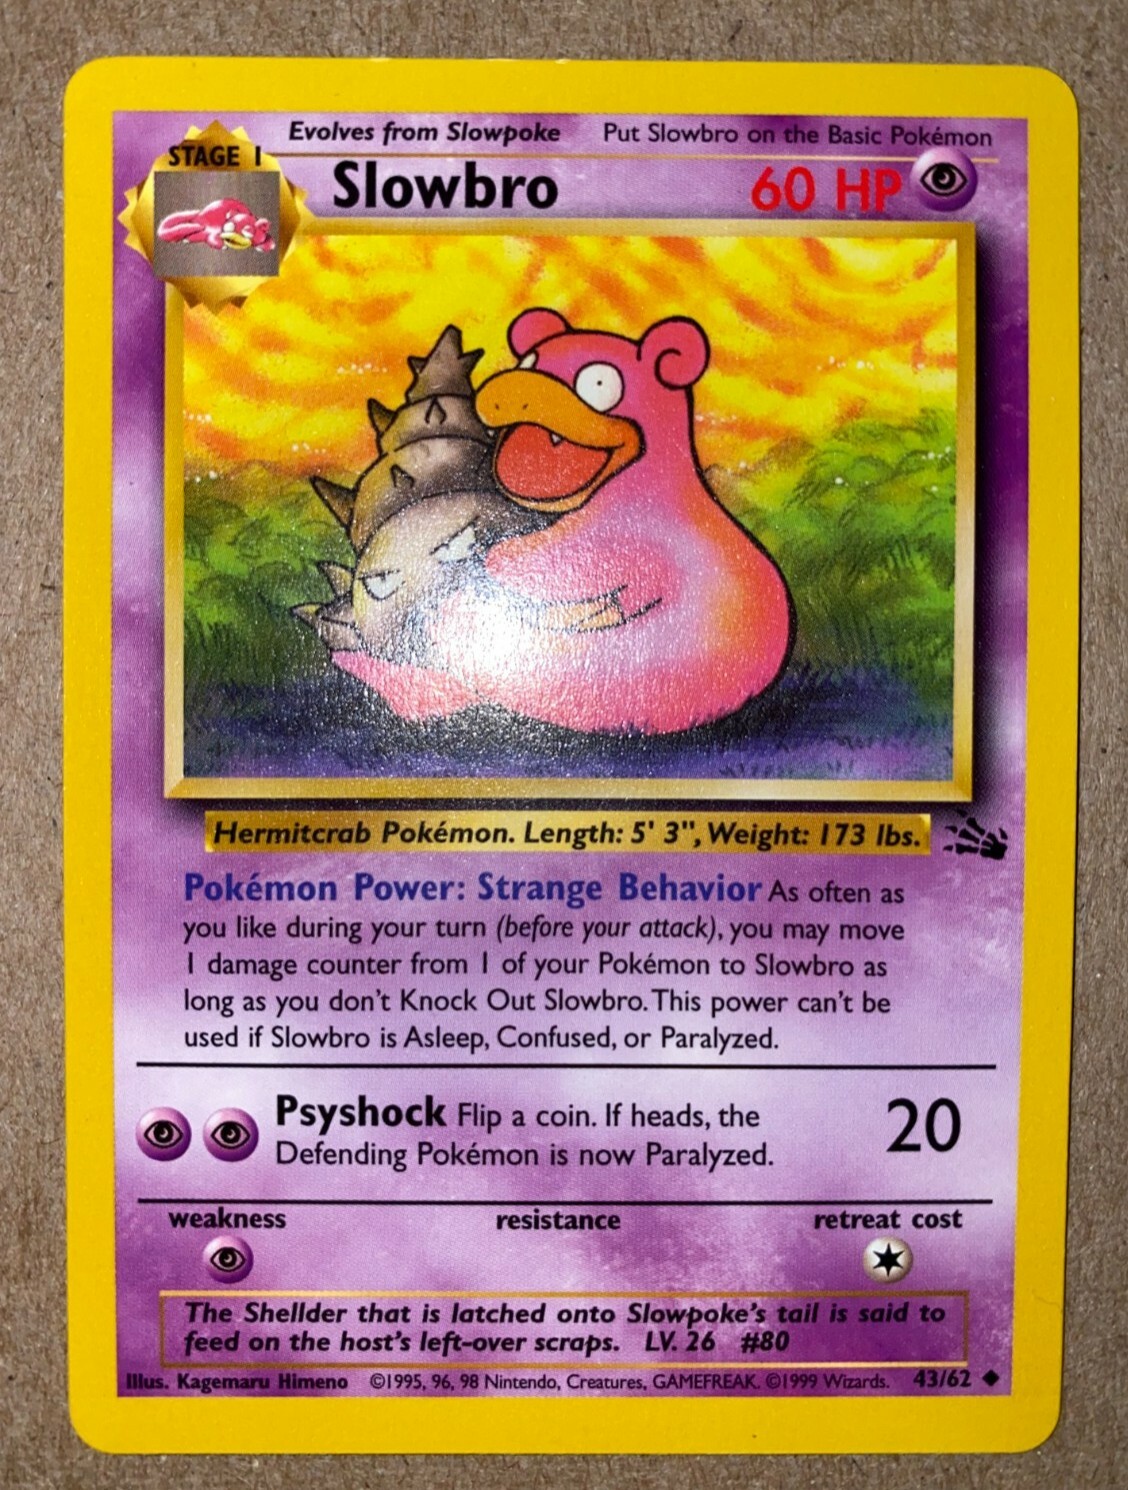 Evolves from Slowpoke Put Slowbro on the Basic Pokémon
STAGE 1
Slowbro 60 HP
Hermitcrab Pokémon. Length: 5' 3", Weight: 173 lbs.
Pokémon Power: Strange Behavior As often as
you like during your turn (before your attack), you may move
1 damage counter from 1 of your Pokémon to Slowbro as
long as you don't Knock Out Slowbro. This power can't be
used if Slowbro is Asleep, Confused, or Paralyzed.
Psyshock Flip a coin. If heads, the
Defending Pokémon is now Paralyzed.
20
weakness resistance retreat cost
The Shellder that is latched onto Slowpoke's tail is said to
feed on the host's left-over scraps. LV. 26 #80
Illus. Kagemaru Himeno ©1995, 96, 98 Nintendo, Creatures, GAMEFREAK. ©1999 Wizards. 43/62